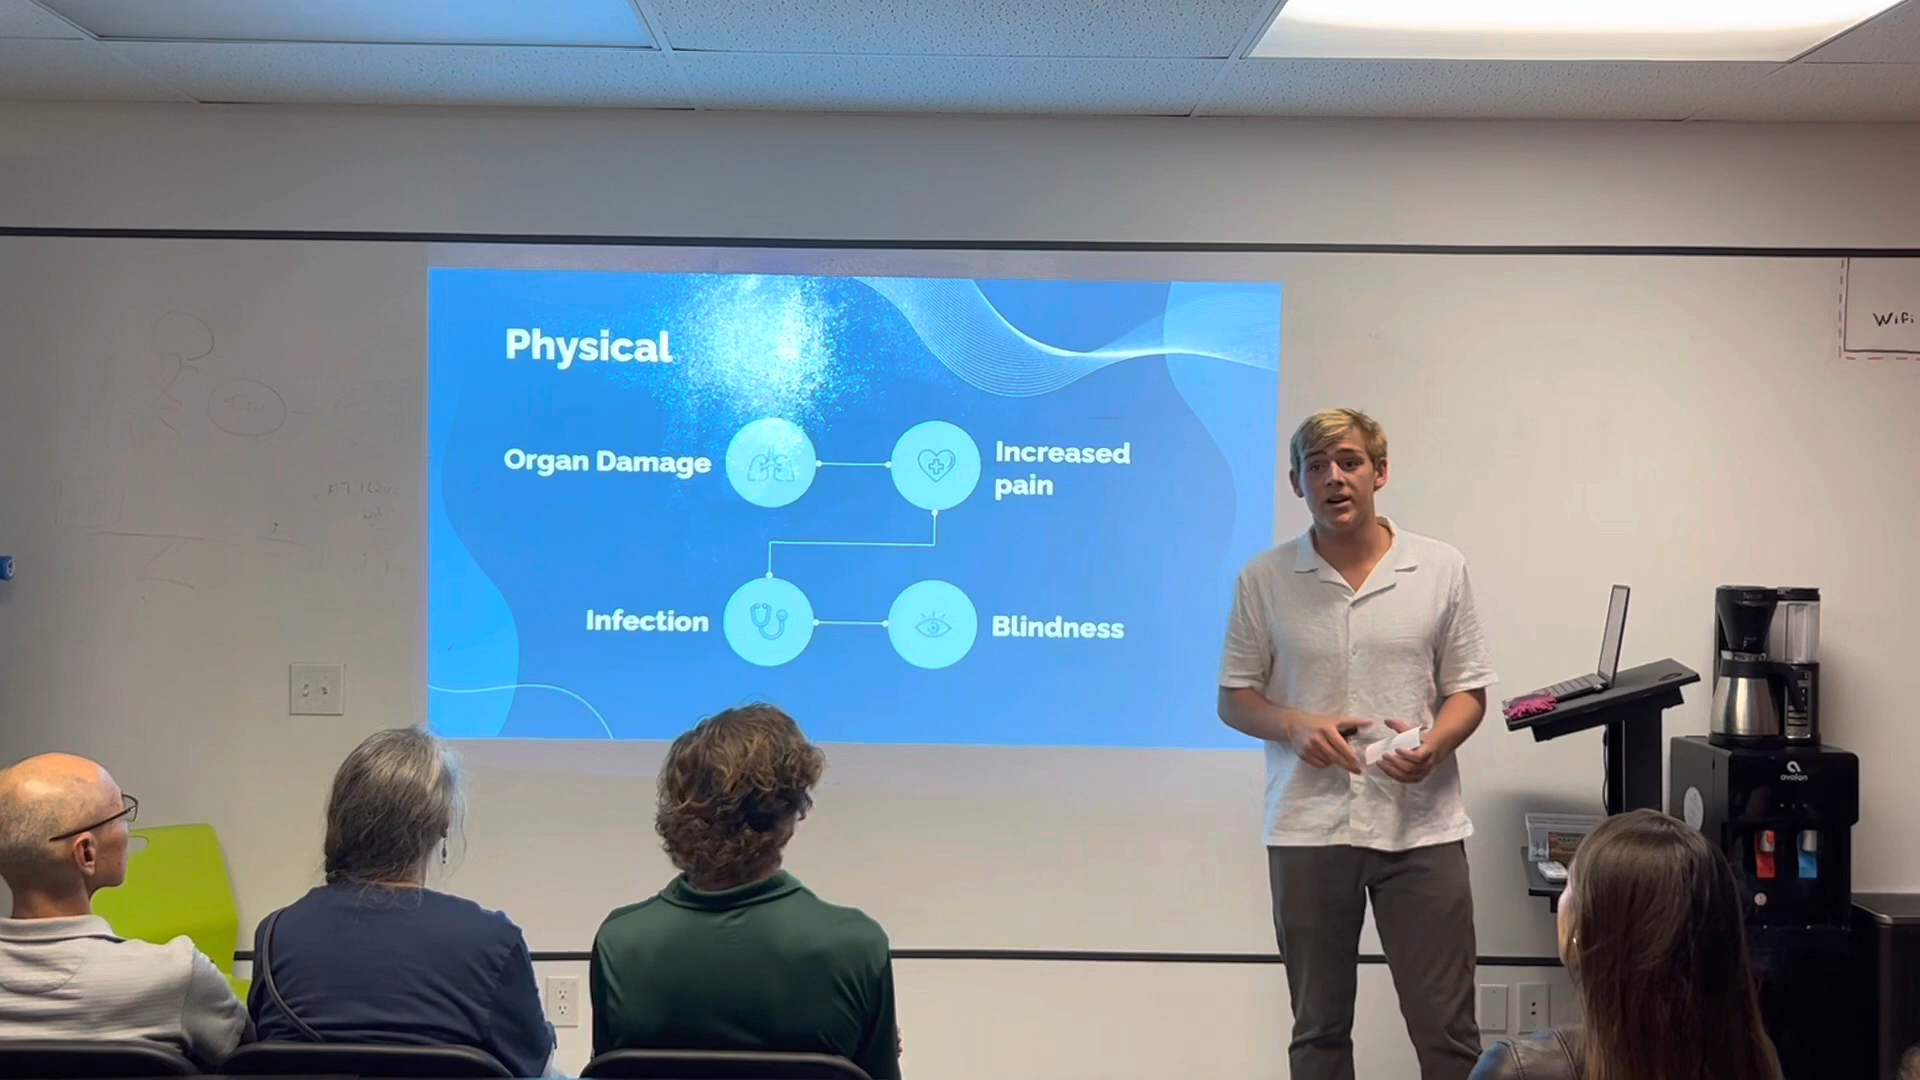 Physical
Organ Damage
Increased
pain
Infection
Blindness
Wifi
avalon